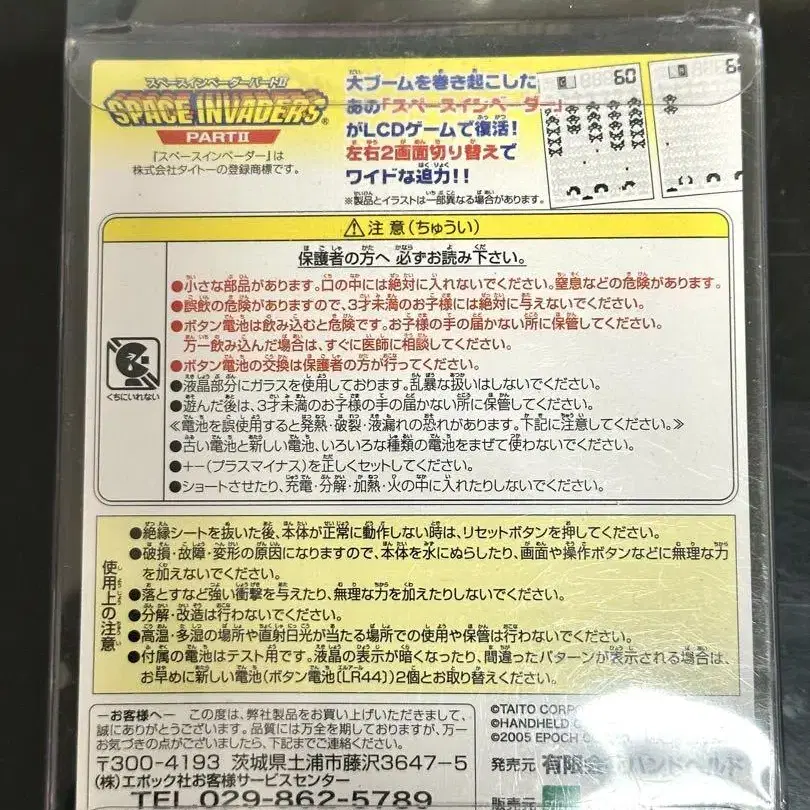 スペースインベーダーパートII
SPACE INVADERS®
PARTII
『スペースインベーダー』は
株式会社タイトーの登録商標です。
大ブームを巻き起こした
あの「スペースインベーダー」
がLCDゲームで復活!
左右2画面切り替えで
ワイドな迫力!!
※製品とイラストは一部異なる場合があります。
60
⚠注意(ちゅうい)
保護者の方へ 必ずお読み下さい。
●小さな部品があります。口の中には絶対に入れないでください。窒息などの危険があります。
●誤飲の危険がありますので、3才未満のお子様には絶対に与えないでください。
●ボタン電池は飲み込むと危険です。お子様の手の届かない所に保管してください。
万一飲み込んだ場合は、すぐに医師に相談してください。
●ボタン電池の交換は保護者の方が行ってください。
●液晶部分にガラスを使用しております。乱暴な扱いはしないでください。
●遊んだ後は、3才未満のお子様の手の届かない所に保管してください。
≪電池を誤使用すると発熱・破裂・液漏れの恐れがあります。下記に注意してください。≫
●古い電池と新しい電池、いろいろな種類の電池をまぜて使わないでください。
●+-(プラスマイナス)を正しくセットしてください。
●ショートさせたり、充電・分解・加熱・火の中に入れたりしないでください。
くちにいれない
使用上の注意
●絶縁シートを抜いた後、本体が正常に動作しない時は、リセットボタンを押してください。
●破損・故障・変形の原因になりますので、本体を水にぬらしたり、画面や操作ボタンなどに無理な力
を加えないでください。
●落とすなど強い衝撃を与えたり、無理な力を加えたりしないでください。
●分解・改造は行わないでください。
●高温・多湿の場所や直射日光が当たる場所での使用や保管は行わないでください。
●付属の電池はテスト用です。液晶の表示が暗くなったり、間違ったパターンが表示される場合は、
お早めに新しい電池(ボタン電池〔LR44〕)2個とお取り替えください。
―お客様へ― この度は、弊社製品をお買い上げいただきまして、
誠にありがとうございます。品質には万全を期しておりますが、万一
お気づきの点がございましたら、下記までご連絡ください。
〒300-4193 茨城県土浦市藤沢3647-5
(株)エポック社お客様サービスセンター
TEL.029-862-5789
©TAITO CORP
©HANDHELD C
©2005 EPOCH C
発売元 有限会社ハンドヘルド
販売元